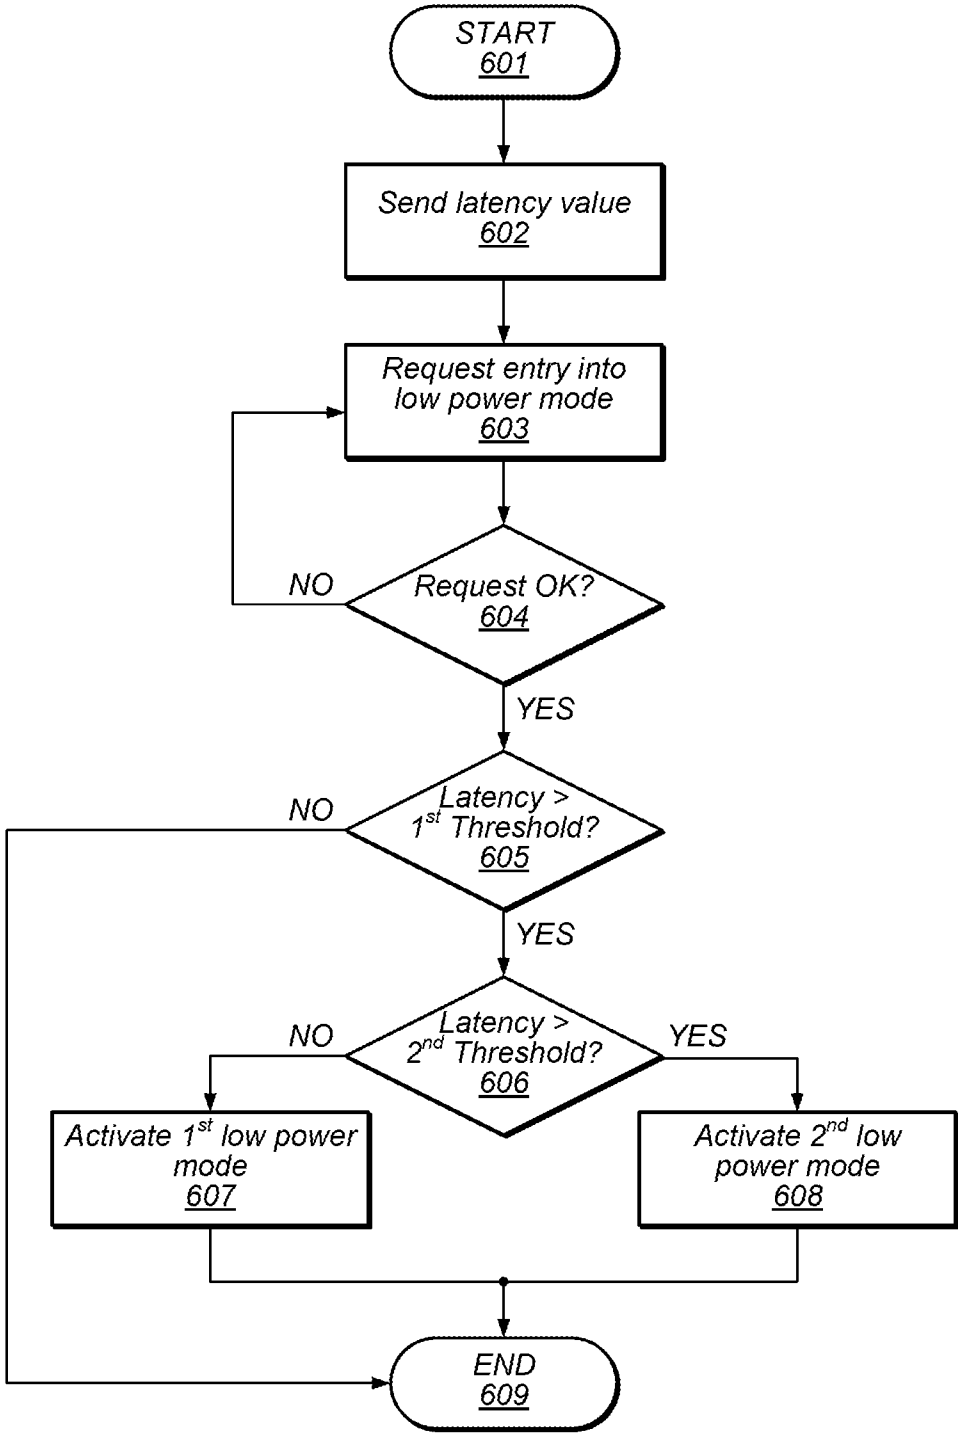 START
601
Send latency value
602
Request entry into
low power mode
603
NO
Request OK?
604
YES
NO
Latency >
1st Threshold?
605
YES
NO
Latency >
2nd Threshold?
606
YES
Activate 1st low power
mode
607
Activate 2nd low
power mode
608
END
609